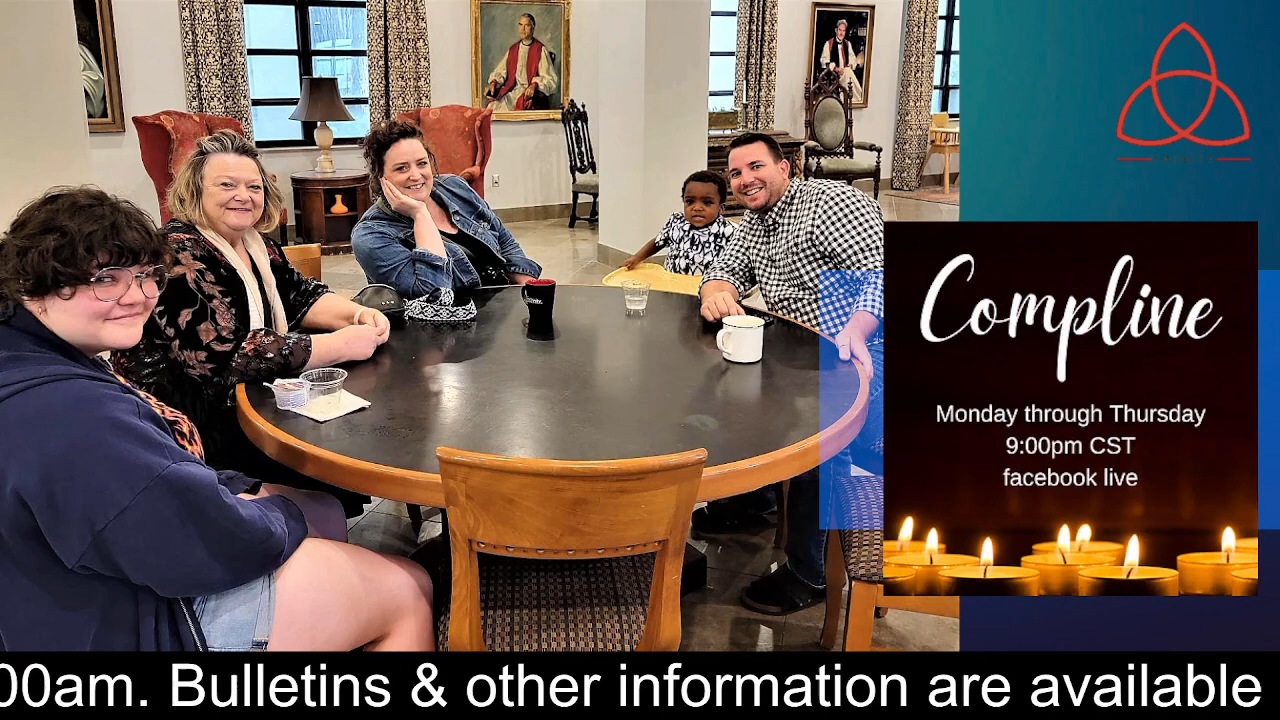 Compline
Monday through Thursday
9:00pm CST
facebook live
00am. Bulletins & other information are available